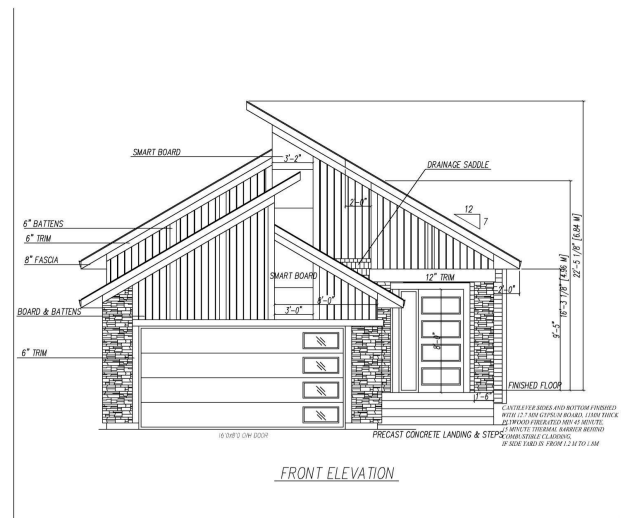 SMART BOARD
3'-2"
DRAINAGE SADDLE
2'-0"
12
7
6" BATTENS
6" TRIM
8" FASCIA
SMART BOARD
12" TRIM
2'-0"
8'-0"
3'-0"
BOARD & BATTENS
8'-0"
9'-5"
16'-3 1/8" [4.96 M]
22'-5 1/8" [6.84 M]
6" TRIM
FINISHED FLOOR
1'-6"
16'0x8'0 O/H DOOR
PRECAST CONCRETE LANDING & STEPS
CANTILEVER SIDES AND BOTTOM FINISHED
WITH 12.7 MM GYPSUM BOARD, 11MM THICK
PLYWOOD FIRERATED MIN 45 MINUTE,
15 MINUTE THERMAL BARRIER BEHIND
COMBUSTIBLE CLADDING,
IF SIDE YARD IS FROM 1.2 M TO 1.8M
FRONT ELEVATION